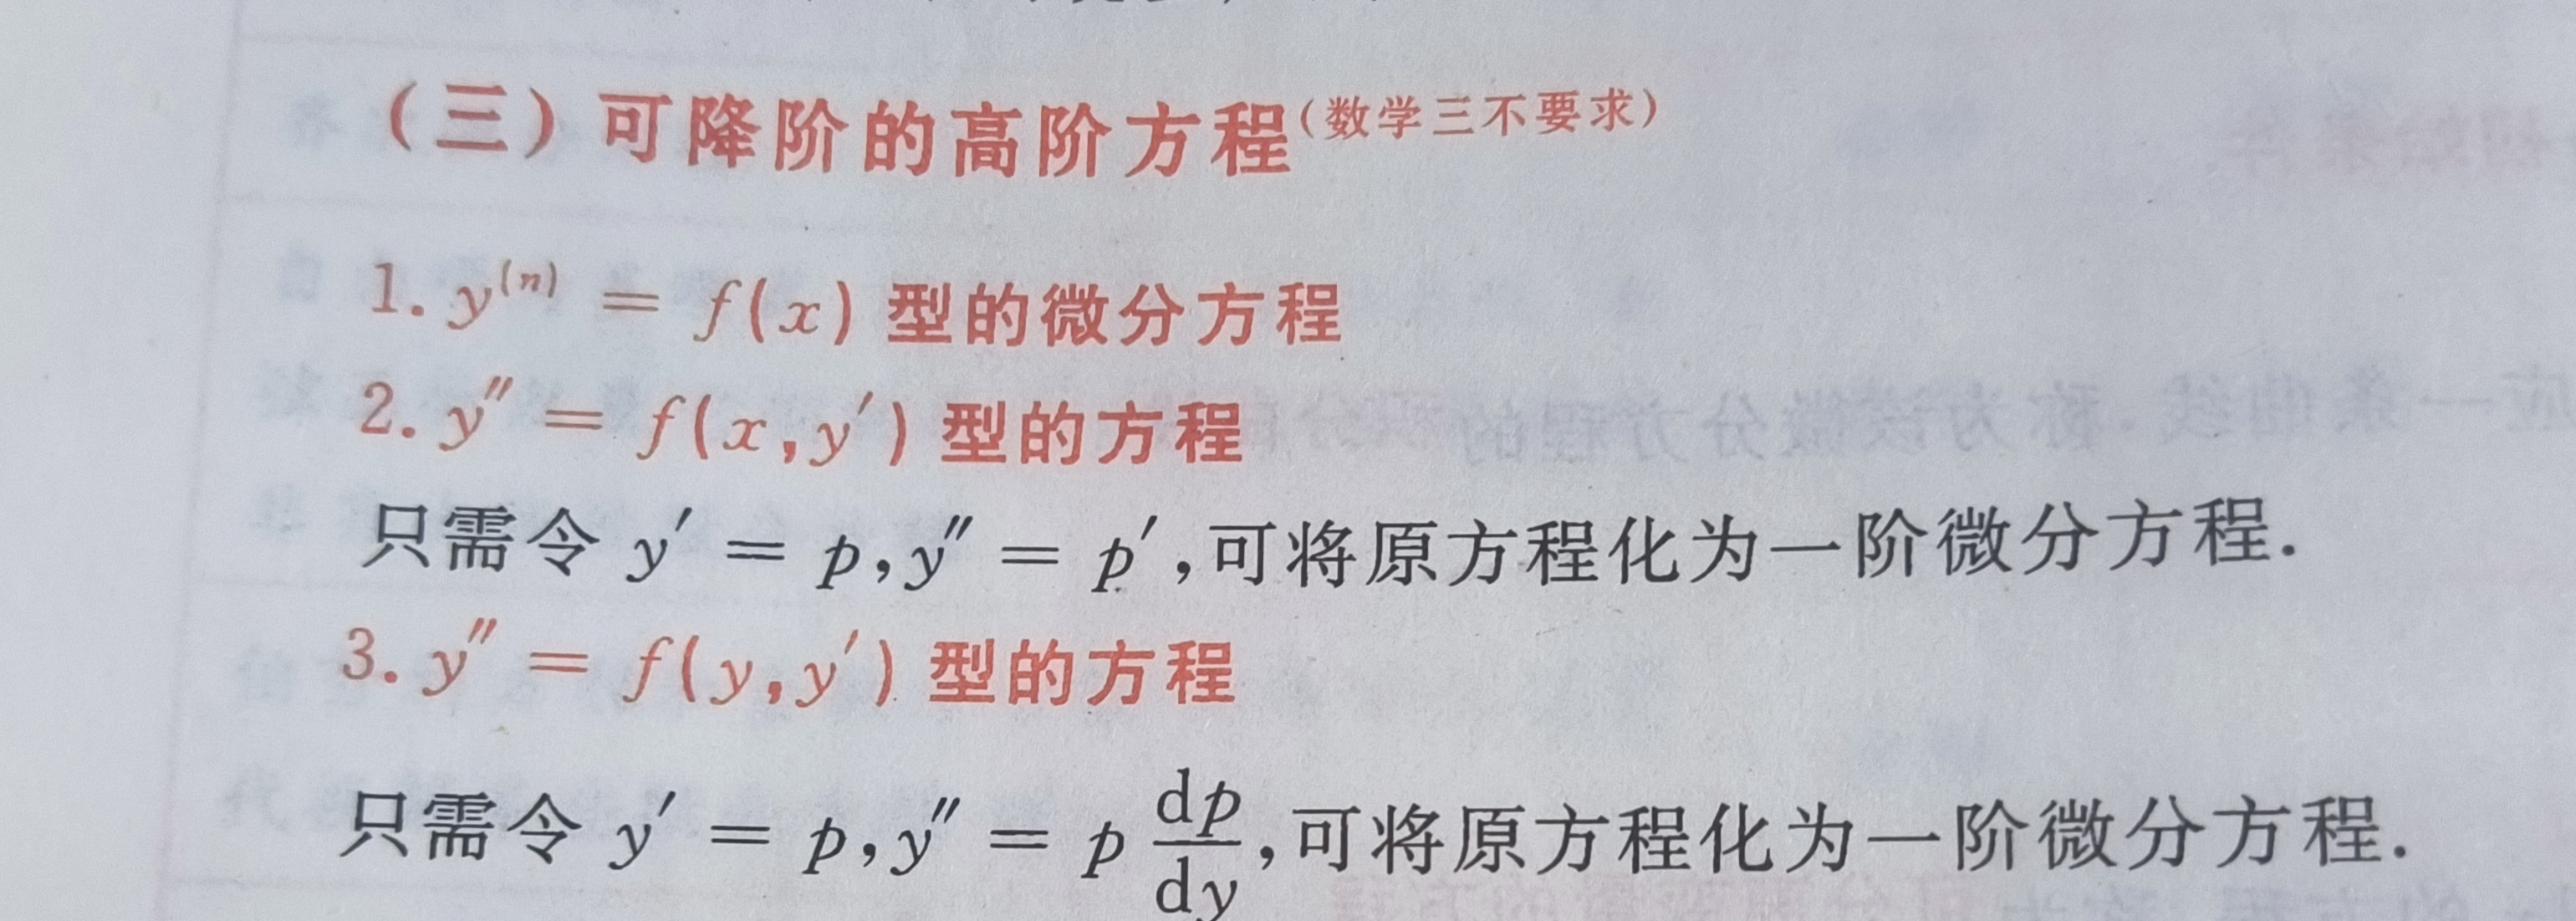 (三)可降阶的高阶方程(数学三不要求)
1. y⁽ⁿ⁾ = f(x) 型的微分方程
2. y″ = f(x,y′) 型的方程
只需令 y′ = p,y″ = p′,可将原方程化为一阶微分方程.
3. y″ = f(y,y′) 型的方程
只需令 y′ = p,y″ = p dp/dy,可将原方程化为一阶微分方程.